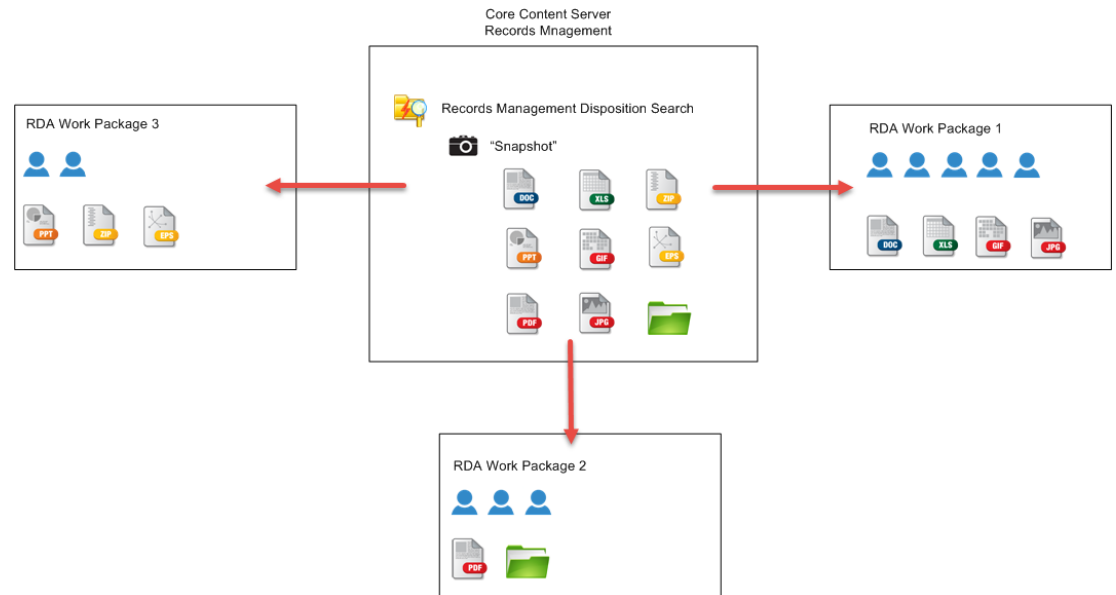 Core Content Server
Records Mnagement
Records Management Disposition Search
"Snapshot"
DOC
XLS
ZIP
PPT
GIF
EPS
PDF
JPG
RDA Work Package 3
PPT
ZIP
EPS
RDA Work Package 1
DOC
XLS
GIF
JPG
RDA Work Package 2
PDF